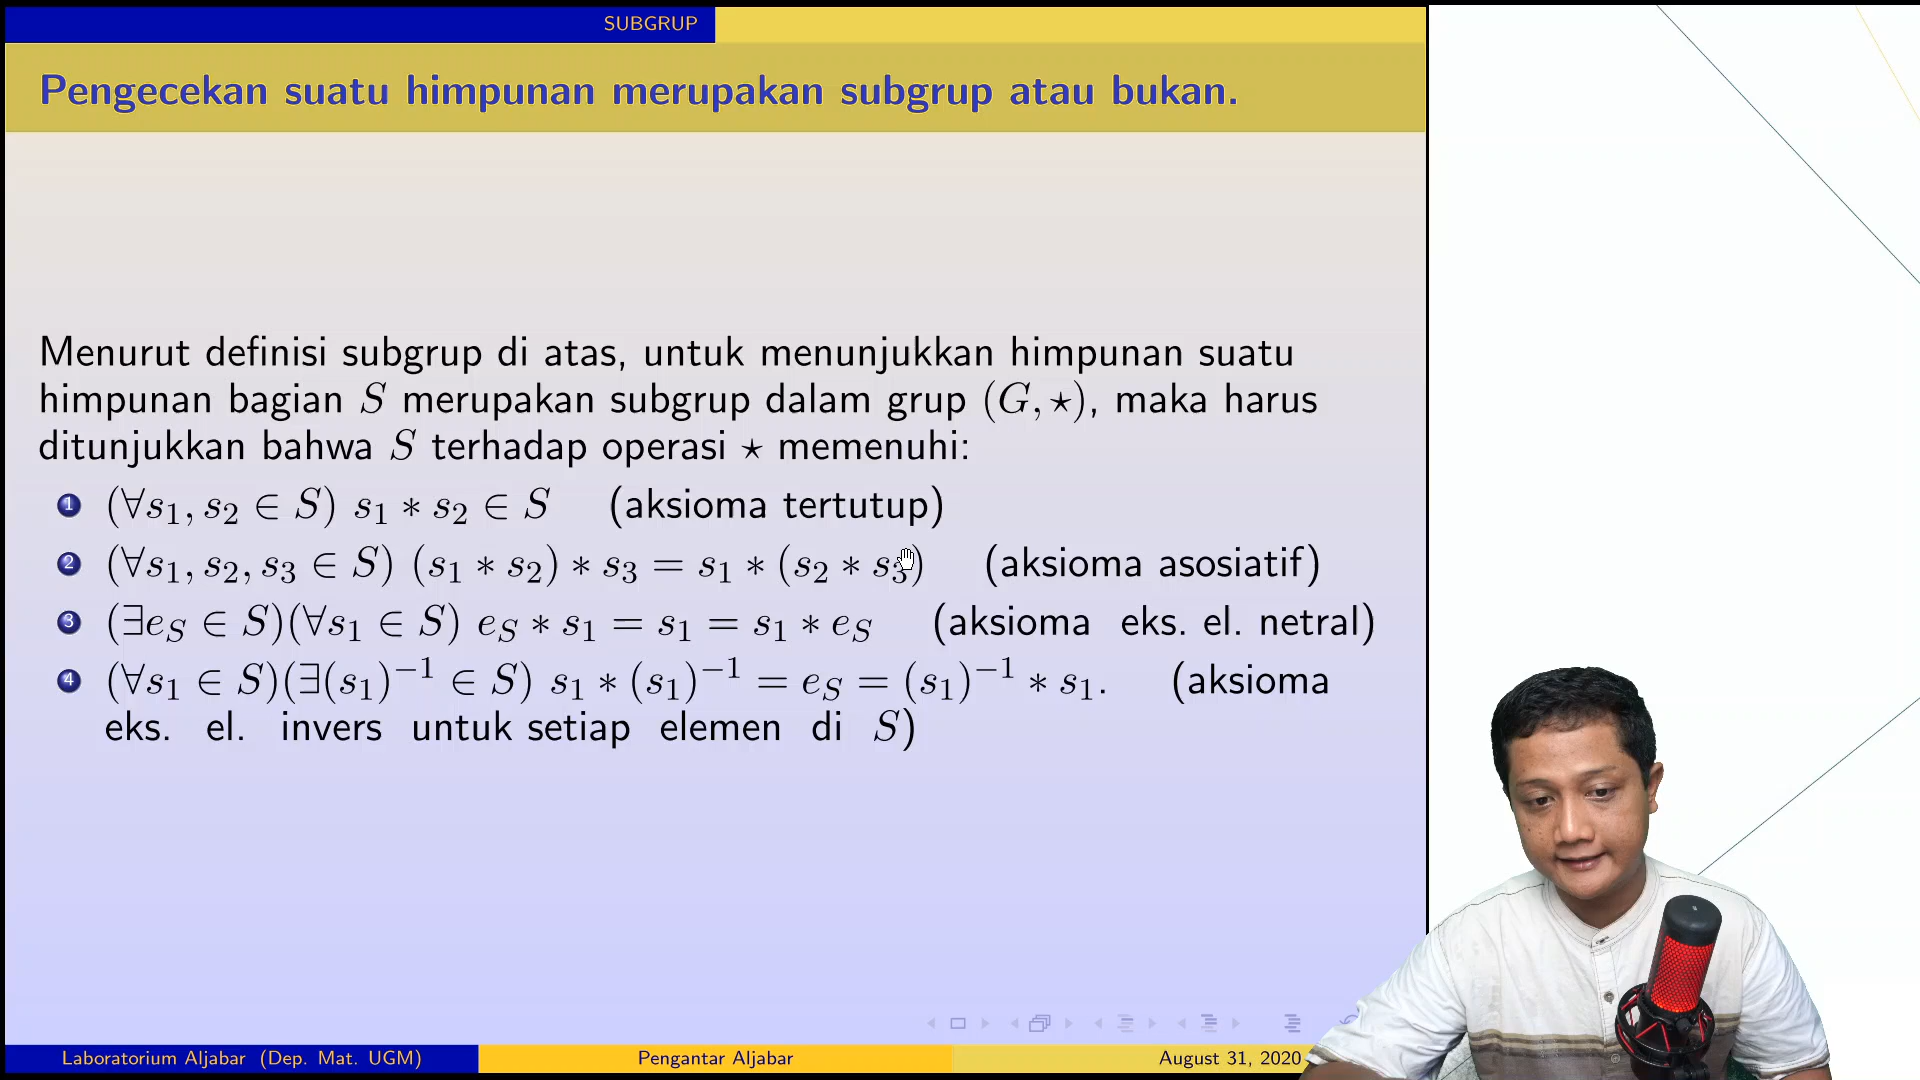 SUBGRUP
Pengecekan suatu himpunan merupakan subgrup atau bukan.
Menurut definisi subgrup di atas, untuk menunjukkan himpunan suatu
himpunan bagian S merupakan subgrup dalam grup (G, ⋆), maka harus
ditunjukkan bahwa S terhadap operasi ⋆ memenuhi:
1 (∀s₁, s₂ ∈ S) s₁ ∗ s₂ ∈ S (aksioma tertutup)
2 (∀s₁, s₂, s₃ ∈ S) (s₁ ∗ s₂) ∗ s₃ = s₁ ∗ (s₂ ∗ s₃) (aksioma asosiatif)
3 (∃e_S ∈ S)(∀s₁ ∈ S) e_S ∗ s₁ = s₁ = s₁ ∗ e_S (aksioma eks. el. netral)
4 (∀s₁ ∈ S)(∃(s₁)⁻¹ ∈ S) s₁ ∗ (s₁)⁻¹ = e_S = (s₁)⁻¹ ∗ s₁. (aksioma
eks. el. invers untuk setiap elemen di S)
Laboratorium Aljabar (Dep. Mat. UGM) Pengantar Aljabar August 31, 2020